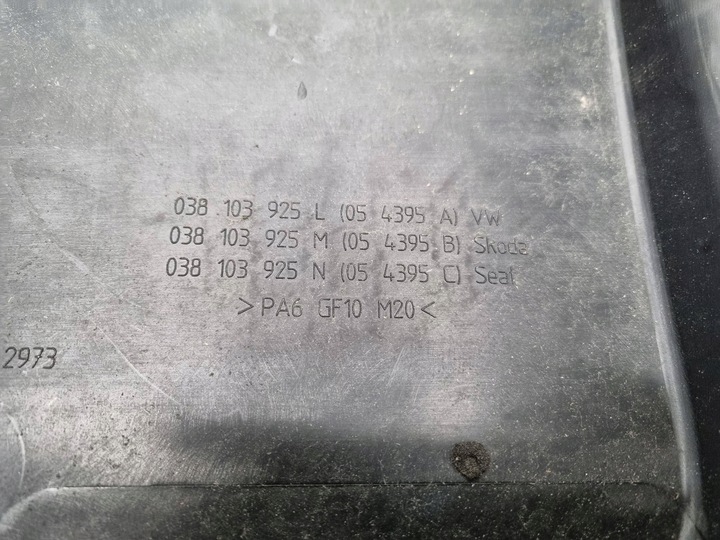 038 103 925 L (05 4395 A) VW
038 103 925 M (05 4395 B) Skoda
038 103 925 N (05 4395 C) Seat
>PA6 GF10 M20<
2973